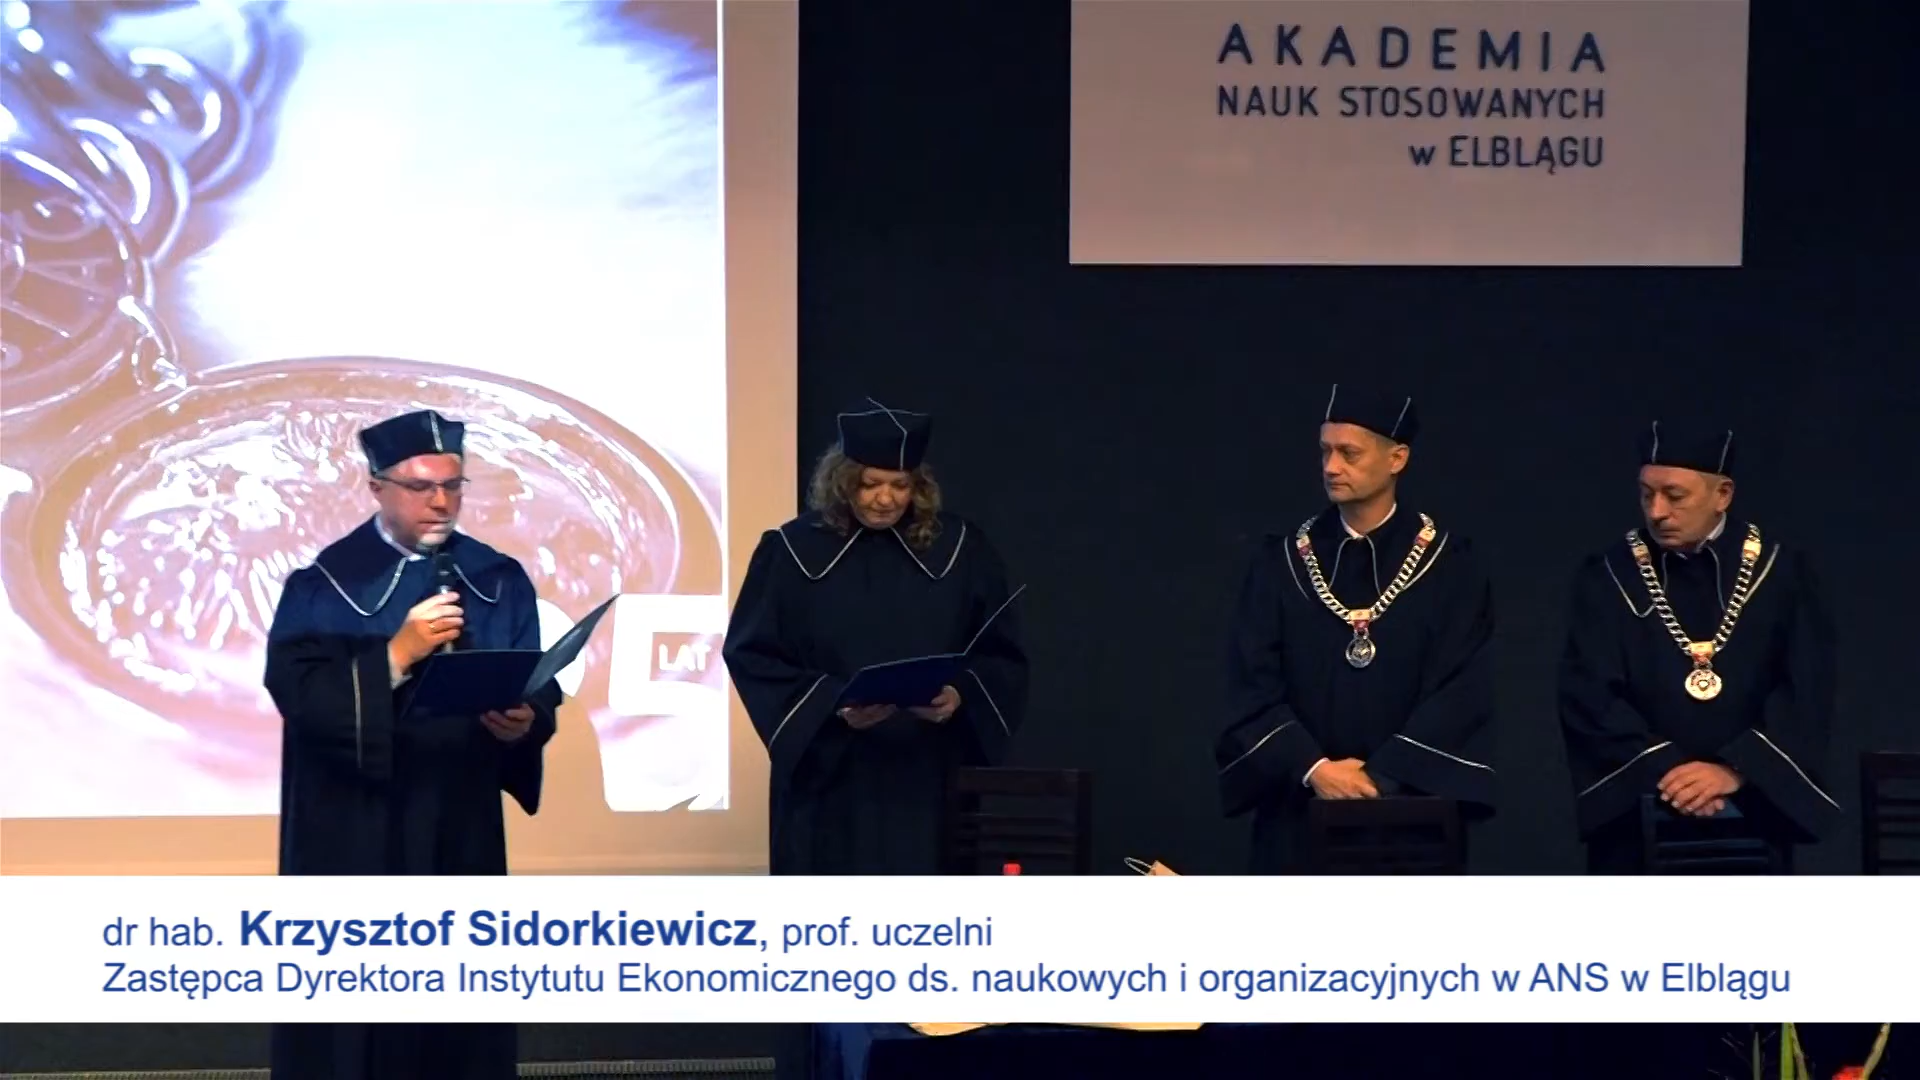 AKADEMIA
NAUK STOSOWANYCH
w ELBLĄGU
LAT
dr hab. Krzysztof Sidorkiewicz, prof. uczelni
Zastępca Dyrektora Instytutu Ekonomicznego ds. naukowych i organizacyjnych w ANS w Elblągu